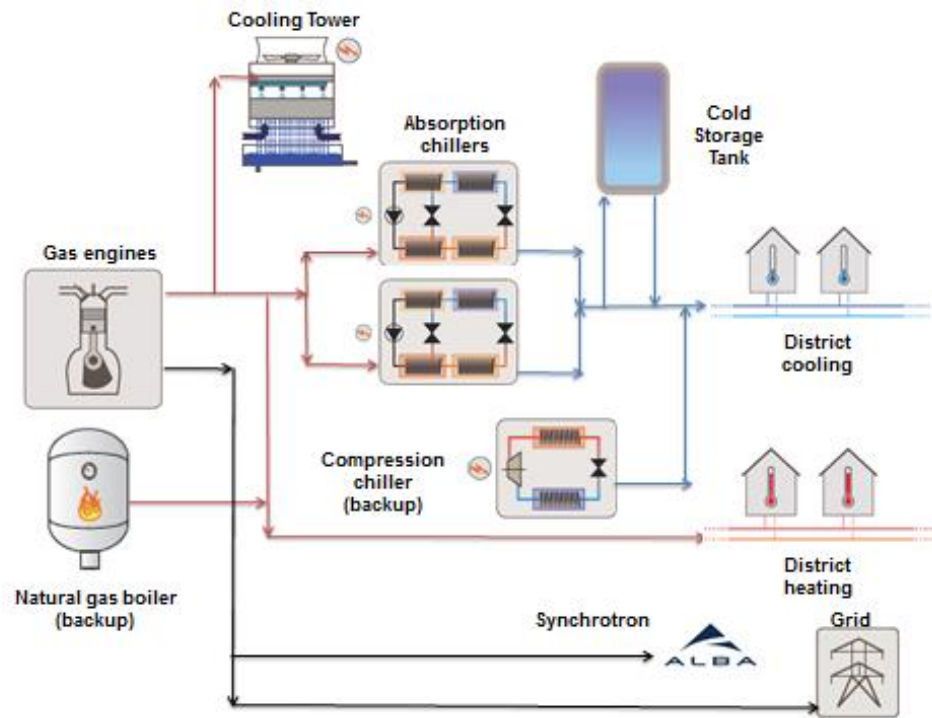 Cooling Tower
Absorption
chillers
Cold
Storage
Tank
Gas engines
District
cooling
Compression
chiller
(backup)
District
heating
Natural gas boiler
(backup)
Synchrotron
ALBA
Grid